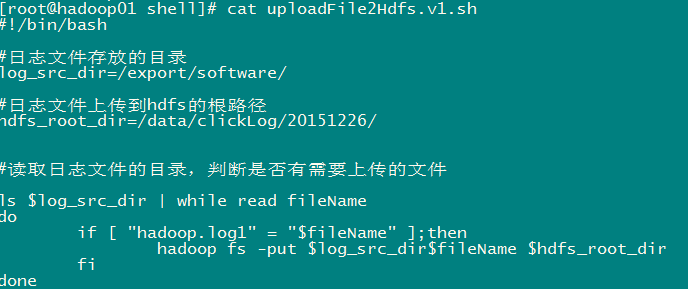 [root@hadoop01 shell]# cat uploadFile2Hdfs.v1.sh
#!/bin/bash
#日志文件存放的目录
log_src_dir=/export/software/
#日志文件上传到hdfs的根路径
hdfs_root_dir=/data/clickLog/20151226/
#读取日志文件的目录，判断是否有需要上传的文件
ls $log_src_dir | while read fileName
do
if [ "hadoop.log1" = "$fileName" ];then
hadoop fs -put $log_src_dir$fileName $hdfs_root_dir
fi
done